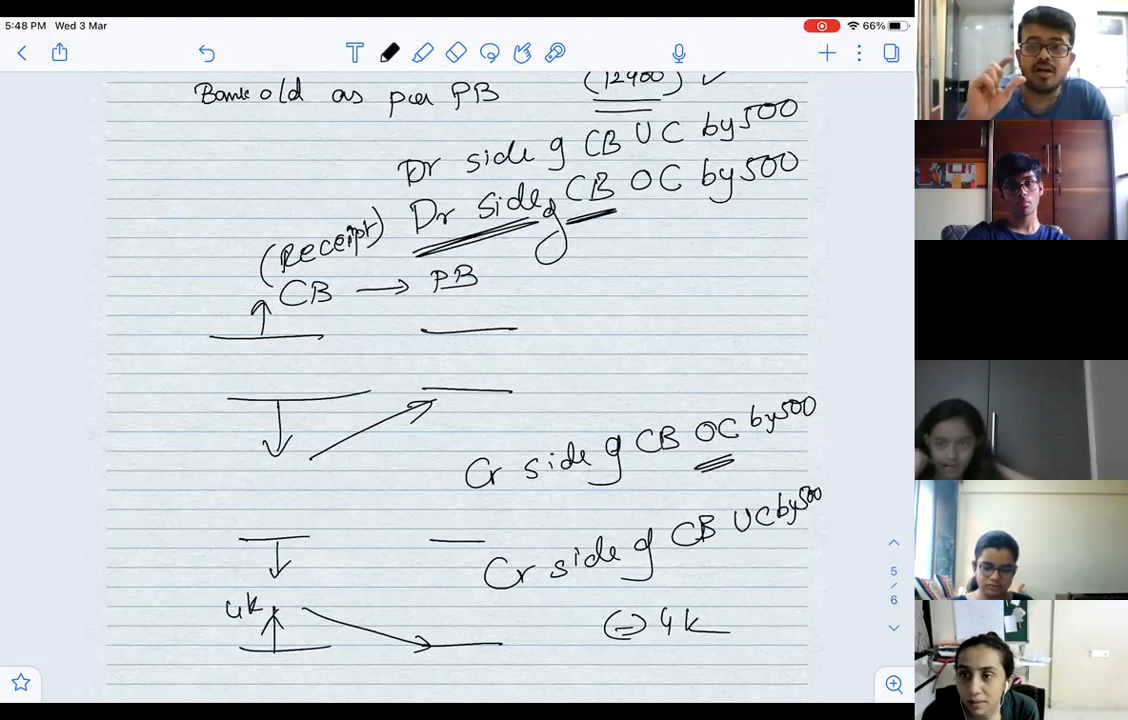 5:48 PM Wed 3 Mar
66%
T
(12400) ✓
Bank old as per PB
Dr side of CB UC by 500
(Receipt) Dr side of CB OC by 500
CB → PB
Cr side of CB OC by 500
Cr side of CB UC by 500
4k
(-) 4k
5
/
6